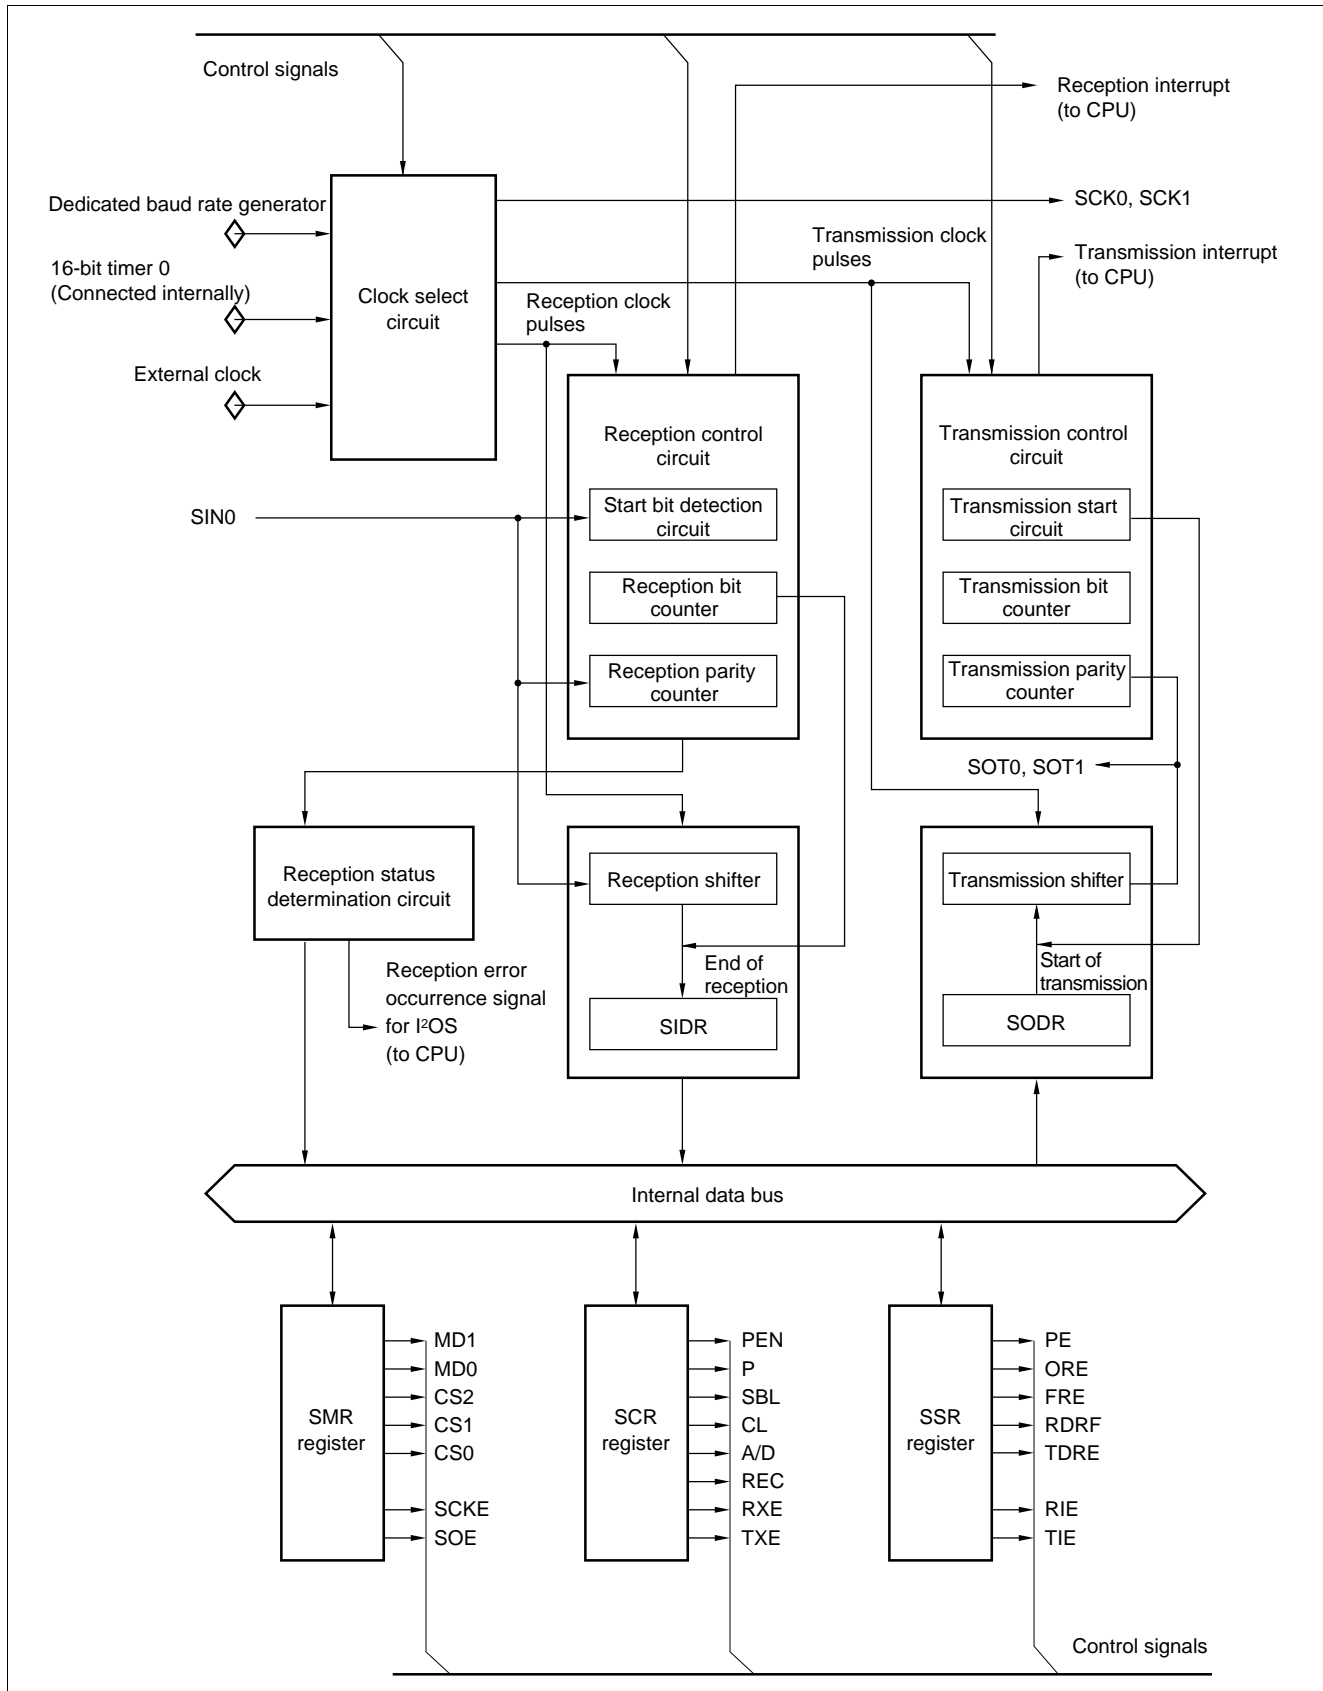 Control signals
Reception interrupt
(to CPU)
Dedicated baud rate generator
SCK0, SCK1
Transmission clock
pulses
Transmission interrupt
(to CPU)
16-bit timer 0
(Connected internally)
Clock select
circuit
Reception clock
pulses
External clock
Reception control
circuit
Transmission control
circuit
SIN0
Start bit detection
circuit
Transmission start
circuit
Reception bit
counter
Transmission bit
counter
Reception parity
counter
Transmission parity
counter
SOT0, SOT1
Reception status
determination circuit
Reception shifter
Transmission shifter
Reception error
occurrence signal
for I²OS
(to CPU)
End of
reception
Start of
transmission
SIDR
SODR
Internal data bus
SMR
register
MD1
MD0
CS2
CS1
CS0
SCKE
SOE
SCR
register
PEN
P
SBL
CL
A/D
REC
RXE
TXE
SSR
register
PE
ORE
FRE
RDRF
TDRE
RIE
TIE
Control signals